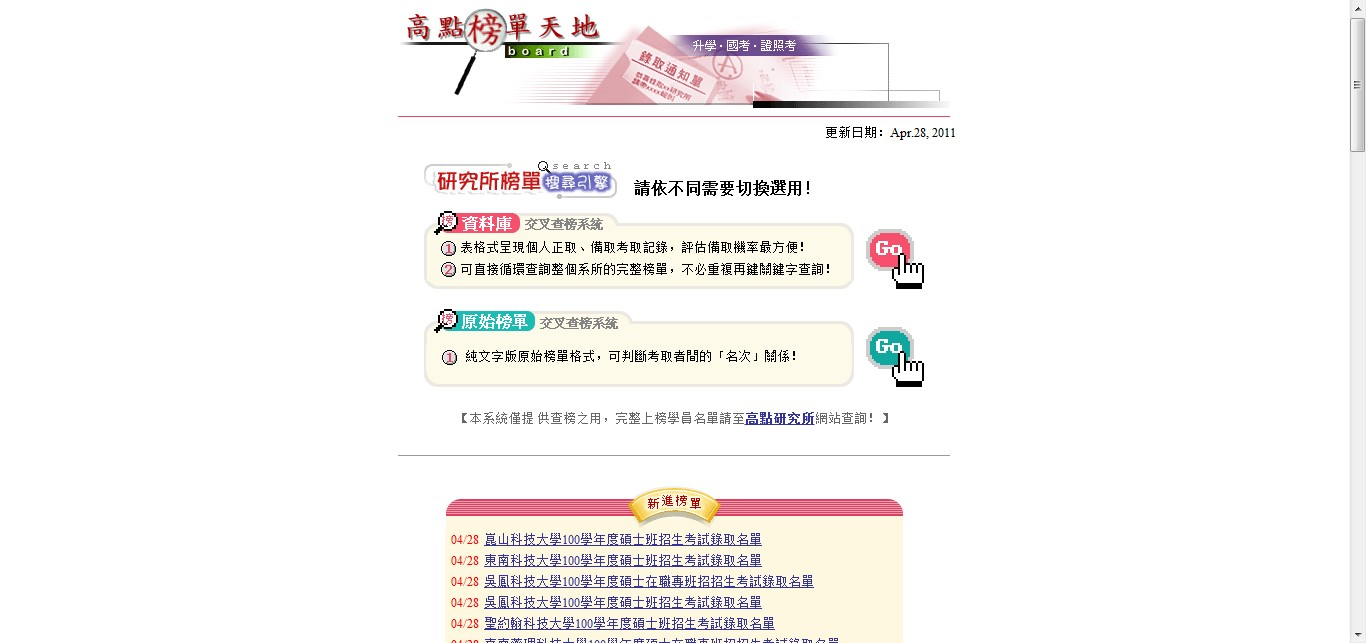 高點榜單天地
board
升學‧國考‧證照考
錄取通知單
更新日期：Apr.28, 2011
search
研究所榜單搜尋引擎
請依不同需要切換選用！
榜 資料庫 交叉查榜系統
1 表格式呈現個人正取、備取考取記錄，評估備取機率最方便！
2 可直接循環查詢整個系所的完整榜單，不必重複再鍵關鍵字查詢！
Go
榜 原始榜單 交叉查榜系統
1 純文字版原始榜單格式，可判斷考取者間的「名次」關係！
Go
【本系統僅提 供查榜之用，完整上榜學員名單請至高點研究所網站查詢！】
新進榜單
04/28 崑山科技大學100學年度碩士班招生考試錄取名單
04/28 東南科技大學100學年度碩士班招生考試錄取名單
04/28 吳鳳科技大學100學年度碩士在職專班招招生考試錄取名單
04/28 吳鳳科技大學100學年度碩士班招生考試錄取名單
04/28 聖約翰科技大學100學年度碩士班招生考試錄取名單